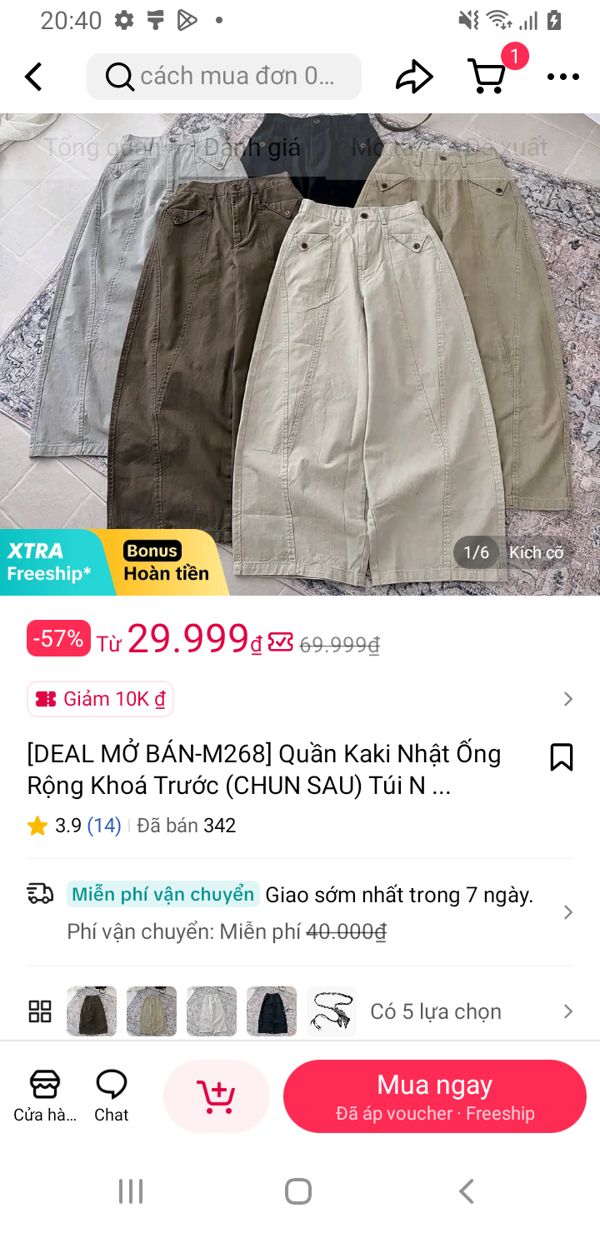 20:40
cách mua đơn 0...
1
Tổng quan Đánh giá Mô tả Đề xuất
XTRA
Freeship*
Bonus
Hoàn tiền
1/6 Kích cỡ
-57% Từ 29.999₫ 69.999₫
Giảm 10K ₫
[DEAL MỞ BÁN-M268] Quần Kaki Nhật Ống
Rộng Khoá Trước (CHUN SAU) Túi N ...
3.9 (14) Đã bán 342
Miễn phí vận chuyển Giao sớm nhất trong 7 ngày.
Phí vận chuyển: Miễn phí 40.000₫
Có 5 lựa chọn
Cửa hà... Chat
Mua ngay
Đã áp voucher · Freeship